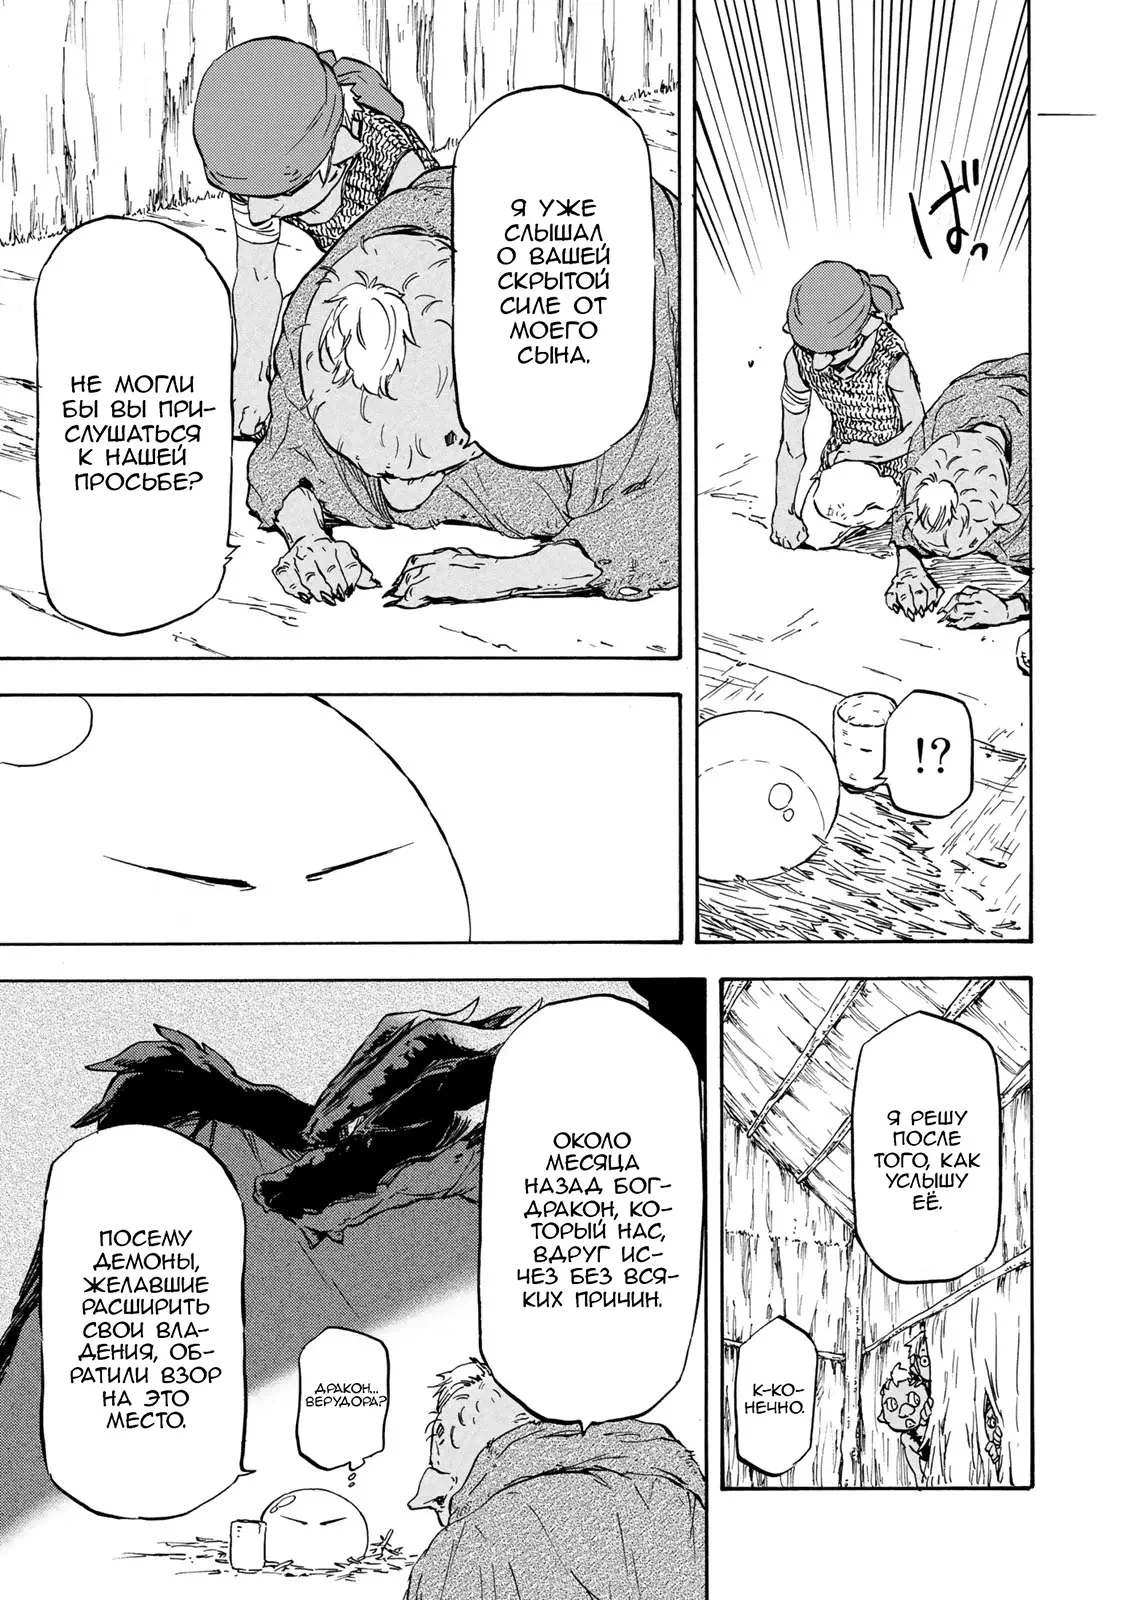 ばっ
!?
Я УЖЕ
СЛЫШАЛ
О ВАШЕЙ
СКРЫТОЙ
СИЛЕ ОТ
МОЕГО
СЫНА.
НЕ МОГЛИ
БЫ ВЫ ПРИ-
СЛУШАТЬСЯ
К НАШЕЙ
ПРОСЬБЕ?
Я РЕШУ
ПОСЛЕ
ТОГО, КАК
УСЛЫШУ
ЕЁ.
К-КО-
НЕЧНО.
ОКОЛО
МЕСЯЦА
НАЗАД БОГ-
ДРАКОН, КО-
ТОРЫЙ НАС,
ВДРУГ ИС-
ЧЕЗ БЕЗ ВСЯ-
КИХ ПРИЧИН.
ДРАКОН...
ВЕРУДОРА?
ПОСЕМУ
ДЕМОНЫ,
ЖЕЛАВШИЕ
РАСШИРИТЬ
СВОИ ВЛА-
ДЕНИЯ, ОБ-
РАТИЛИ ВЗОР
НА ЭТО
МЕСТО.